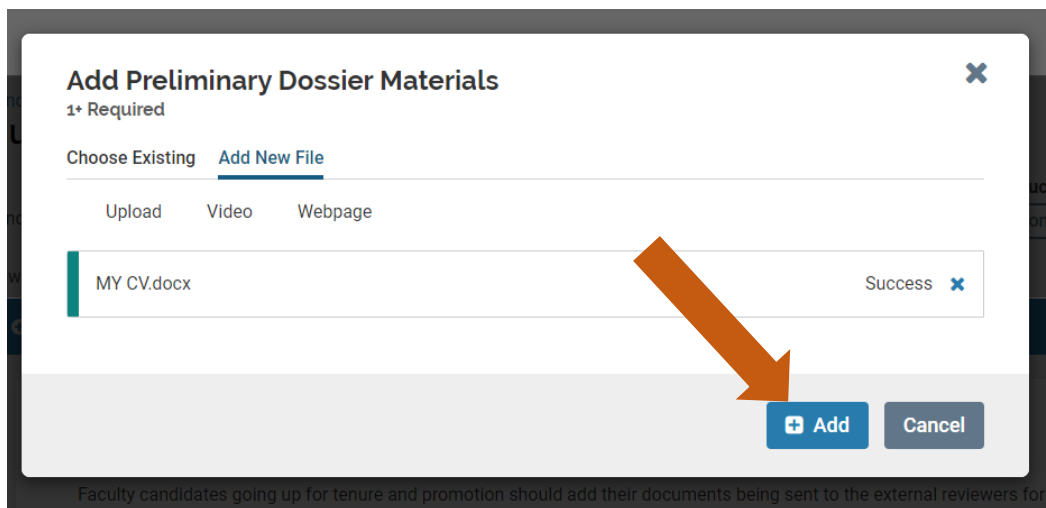 Add Preliminary Dossier Materials
1+ Required
Choose Existing Add New File
Upload Video Webpage
MY CV.docx Success
Add Cancel
Faculty candidates going up for tenure and promotion should add their documents being sent to the external reviewers for